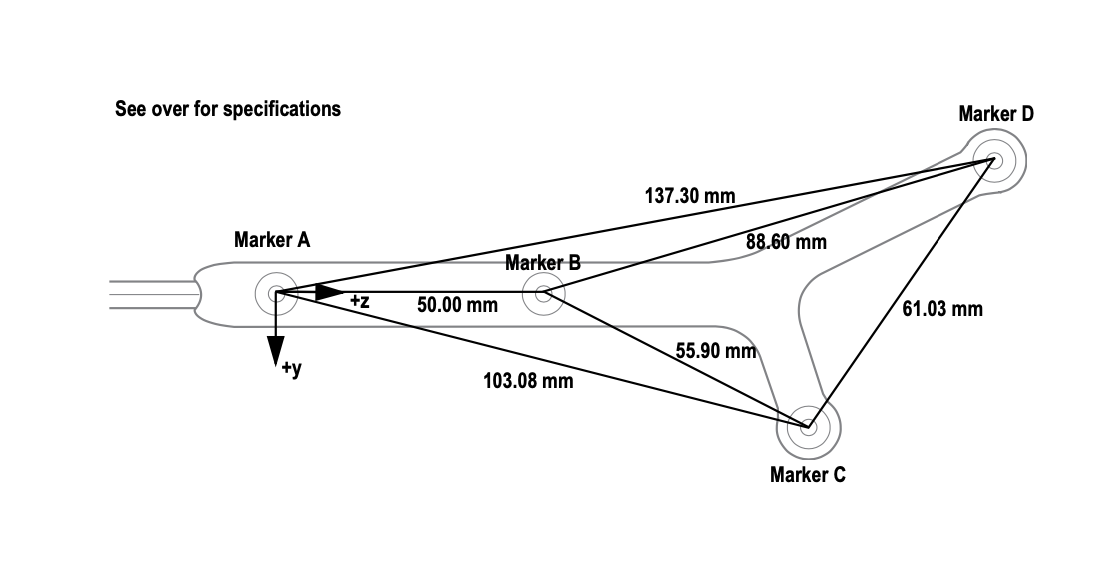 See over for specifications
Marker D
137.30 mm
Marker A
88.60 mm
Marker B
+z
50.00 mm
61.03 mm
55.90 mm
+y
103.08 mm
Marker C